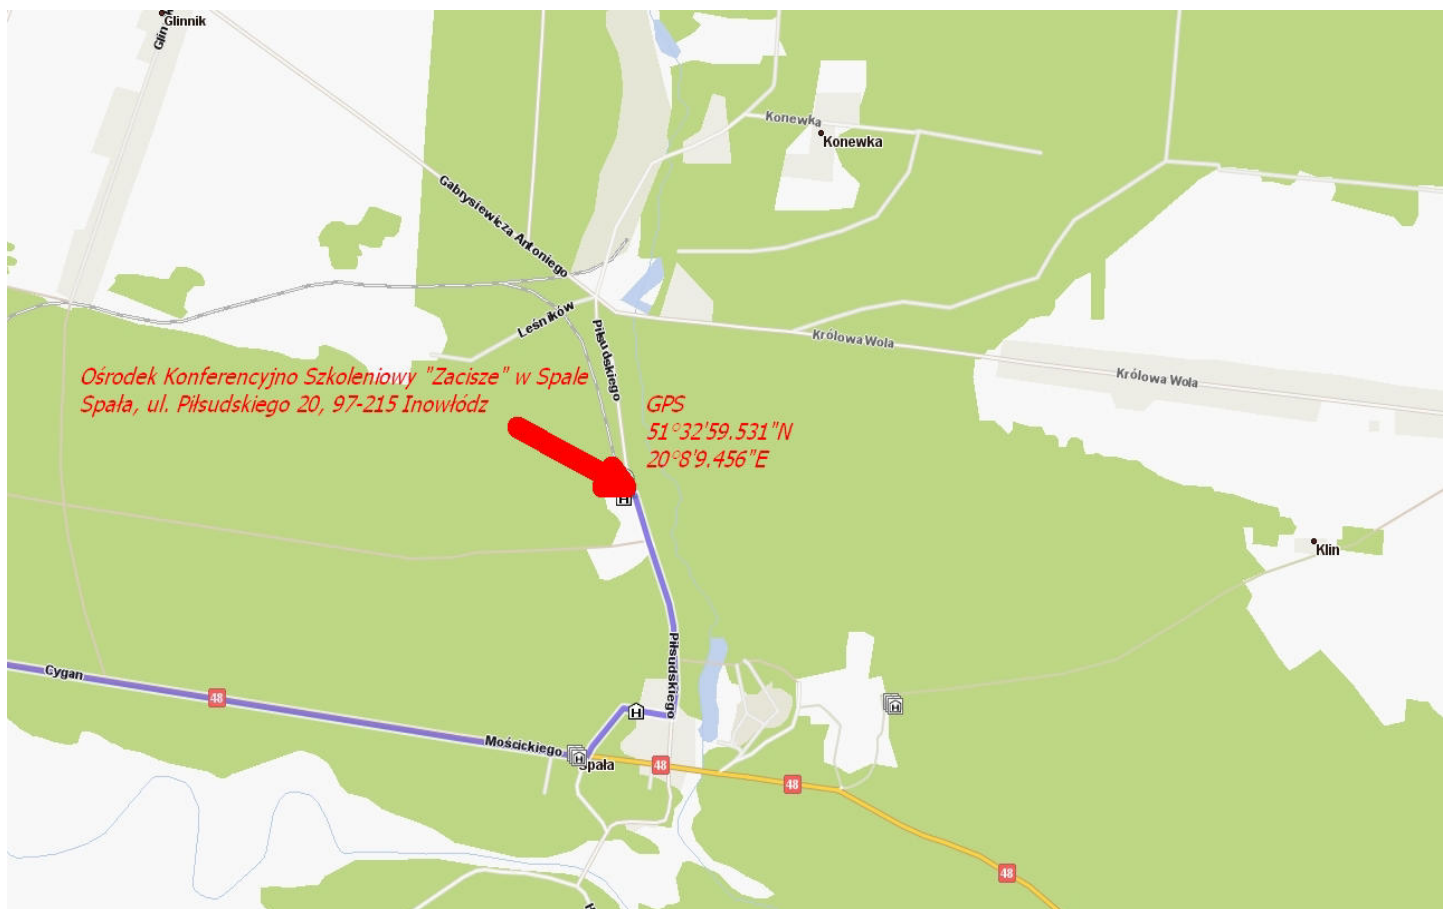 Glinnik
Glin
Konewka
Konewka
Gabrysiewicza Antoniego
Leśników
Piłsudskiego
Królowa Wola
Królowa Wola
Ośrodek Konferencyjno Szkoleniowy "Zacisze" w Spale
Spała, ul. Piłsudskiego 20, 97-215 Inowłódz
GPS
51°32'59.531"N
20°8'9.456"E
H
Klin
Piłsudskiego
Cygan
48
H
H
Mościckiego
H
Spała
48
48
48